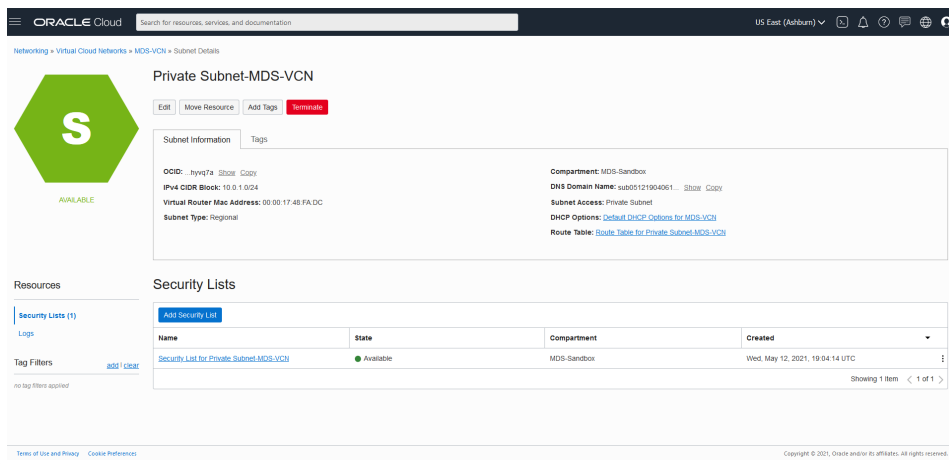 ORACLE Cloud
Search for resources, services, and documentation
US East (Ashburn)
Networking » Virtual Cloud Networks » MDS-VCN » Subnet Details
S
AVAILABLE
Private Subnet-MDS-VCN
Edit Move Resource Add Tags Terminate
Subnet Information Tags
OCID: ...hyvq7a Show Copy
IPv4 CIDR Block: 10.0.1.0/24
Virtual Router Mac Address: 00:00:17:48:FA:DC
Subnet Type: Regional
Compartment: MDS-Sandbox
DNS Domain Name: sub05121904061... Show Copy
Subnet Access: Private Subnet
DHCP Options: Default DHCP Options for MDS-VCN
Route Table: Route Table for Private Subnet-MDS-VCN
Resources
Security Lists (1)
Logs
Tag Filters add | clear
no tag filters applied
Security Lists
Add Security List
Name State Compartment Created
Security List for Private Subnet-MDS-VCN Available MDS-Sandbox Wed, May 12, 2021, 19:04:14 UTC
Showing 1 Item < 1 of 1 >
Terms of Use and Privacy Cookie Preferences
Copyright © 2021, Oracle and/or its affiliates. All rights reserved.